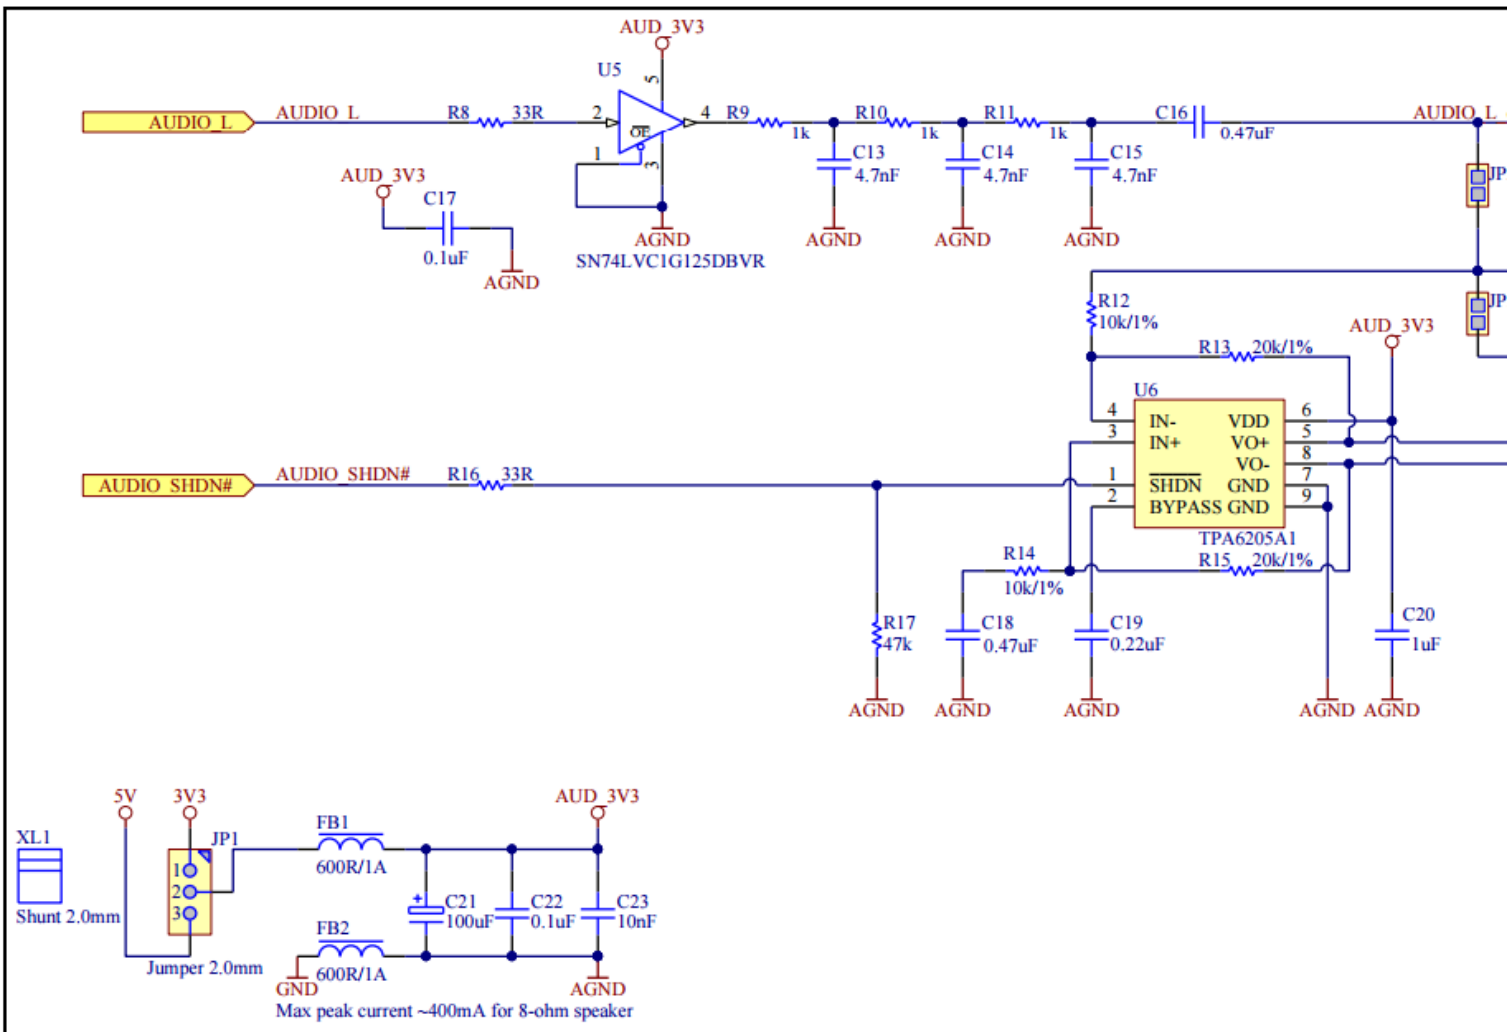 AUD_3V3
U5
5
AUDIO_L
AUDIO_L
R8
33R
2
OE
4
R9
1k
R10
1k
R11
1k
C16
0.47uF
AUDIO_L
1
3
C13
4.7nF
C14
4.7nF
C15
4.7nF
JP
AUD_3V3
C17
0.1uF
AGND
AGND
SN74LVC1G125DBVR
AGND
AGND
AGND
R12
10k/1%
JP
AUD_3V3
R13
20k/1%
U6
4
3
1
2
IN-
IN+
SHDN
BYPASS
VDD
VO+
VO-
GND
GND
6
5
8
7
9
TPA6205A1
AUDIO_SHDN#
AUDIO_SHDN#
R16
33R
R14
10k/1%
R15
20k/1%
R17
47k
C18
0.47uF
C19
0.22uF
C20
1uF
AGND
AGND
AGND
AGND
AGND
5V
3V3
AUD_3V3
XL1
Shunt 2.0mm
JP1
1
2
3
Jumper 2.0mm
FB1
600R/1A
+
C21
100uF
C22
0.1uF
C23
10nF
FB2
600R/1A
GND
AGND
Max peak current ~400mA for 8-ohm speaker